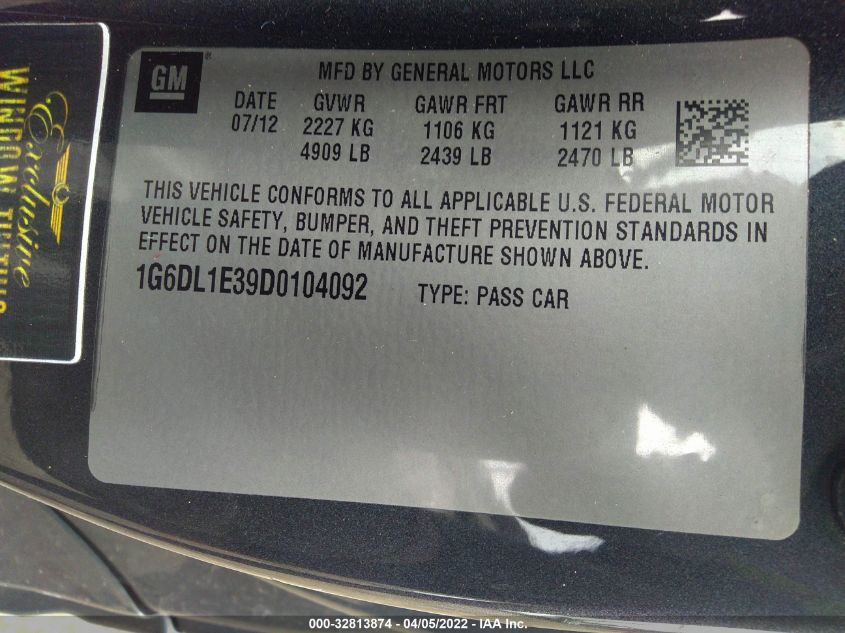 GM
MFD BY GENERAL MOTORS LLC
DATE GVWR GAWR FRT GAWR RR
07/12 2227 KG 1106 KG 1121 KG
4909 LB 2439 LB 2470 LB
THIS VEHICLE CONFORMS TO ALL APPLICABLE U.S. FEDERAL MOTOR
VEHICLE SAFETY, BUMPER, AND THEFT PREVENTION STANDARDS IN
EFFECT ON THE DATE OF MANUFACTURE SHOWN ABOVE.
1G6DL1E39D0104092 TYPE: PASS CAR
Exclusive
WINDOW TINTING
000-32813874 - 04/05/2022 - IAA Inc.